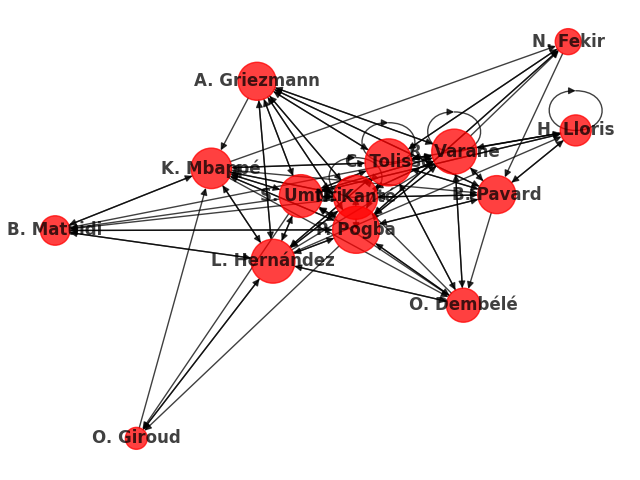 N. Fekir
A. Griezmann
H. Lloris
R. Varane
C. Tolisso
K. Mbappé
S. Umtiti
N. Kanté
B. Pavard
B. Matuidi
P. Pogba
L. Hernández
O. Dembélé
O. Giroud